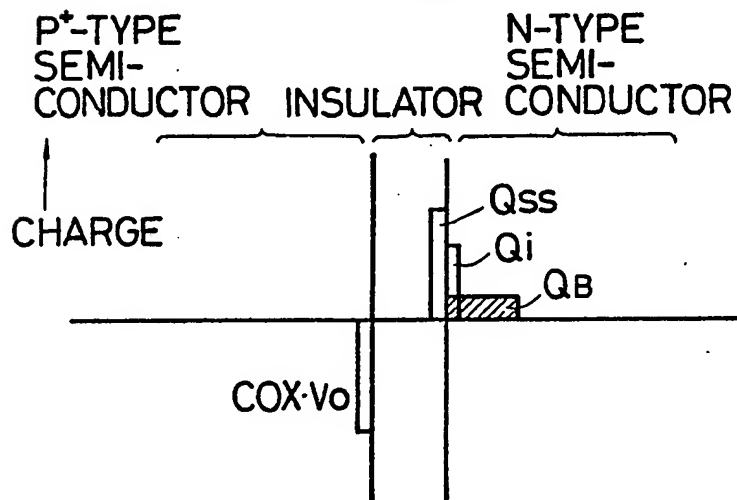 P+-TYPE
SEMI-
CONDUCTOR
INSULATOR
N-TYPE
SEMI-
CONDUCTOR
CHARGE
QSS
Qi
QB
COX·Vo